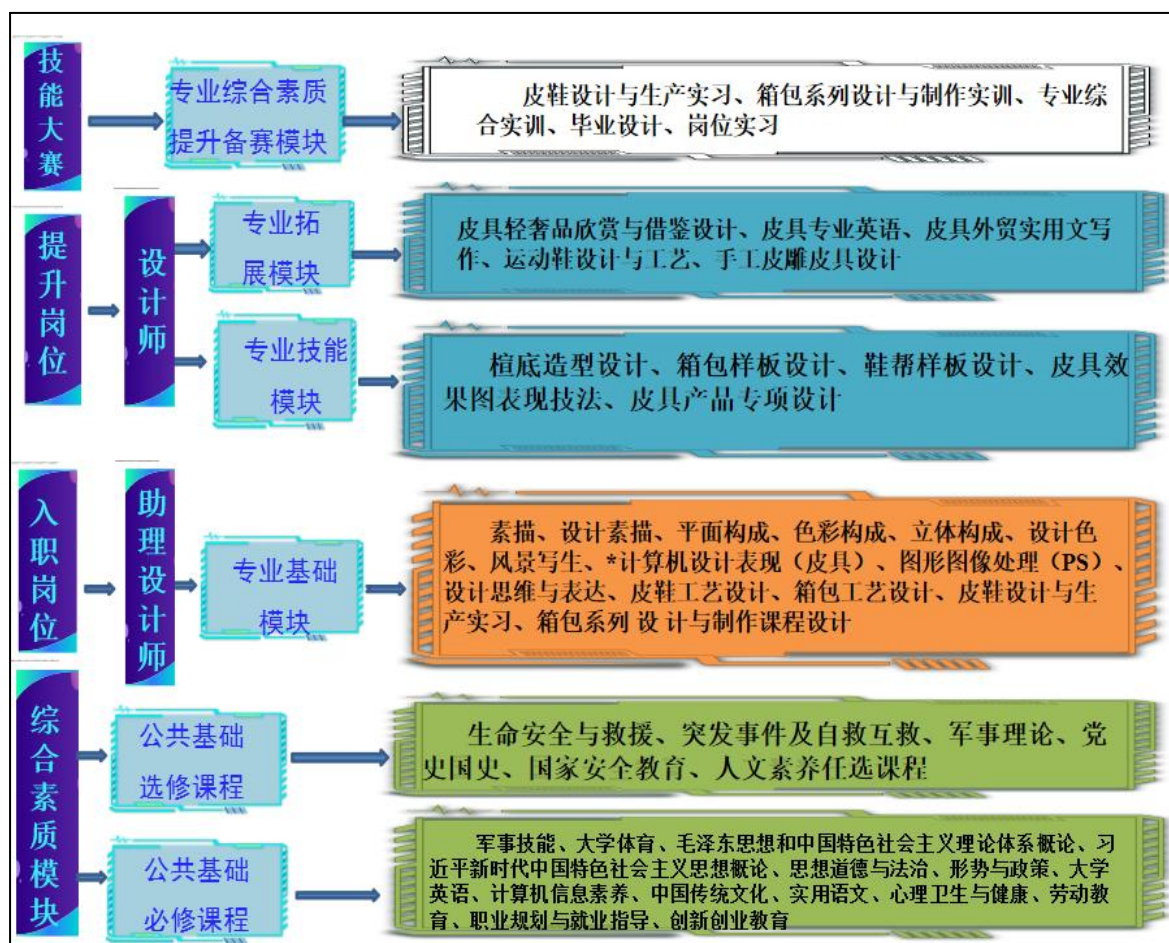 技能大赛
专业综合素质
提升备赛模块
皮鞋设计与生产实习、箱包系列设计与制作实训、专业综
合实训、毕业设计、岗位实习
提升岗位
设计师
专业拓
展模块
皮具轻奢品欣赏与借鉴设计、皮具专业英语、皮具外贸实用文写
作、运动鞋设计与工艺、手工皮雕皮具设计
专业技能
模块
楦底造型设计、箱包样板设计、鞋帮样板设计、皮具效
果图表现技法、皮具产品专项设计
入职岗位
助理设计师
专业基础
模块
素描、设计素描、平面构成、色彩构成、立体构成、设计色
彩、风景写生、*计算机设计表现（皮具）、图形图像处理（PS）、
设计思维与表达、皮鞋工艺设计、箱包工艺设计、皮鞋设计与生
产实习、箱包系列 设 计与制作课程设计
综合素质模块
公共基础
选修课程
生命安全与救援、突发事件及自救互救、军事理论、党
史国史、国家安全教育、人文素养任选课程
公共基础
必修课程
军事技能、大学体育、毛泽东思想和中国特色社会主义理论体系概论、习
近平新时代中国特色社会主义思想概论、思想道德与法治、形势与政策、大学
英语、计算机信息素养、中国传统文化、实用语文、心理卫生与健康、劳动教
育、职业规划与就业指导、创新创业教育